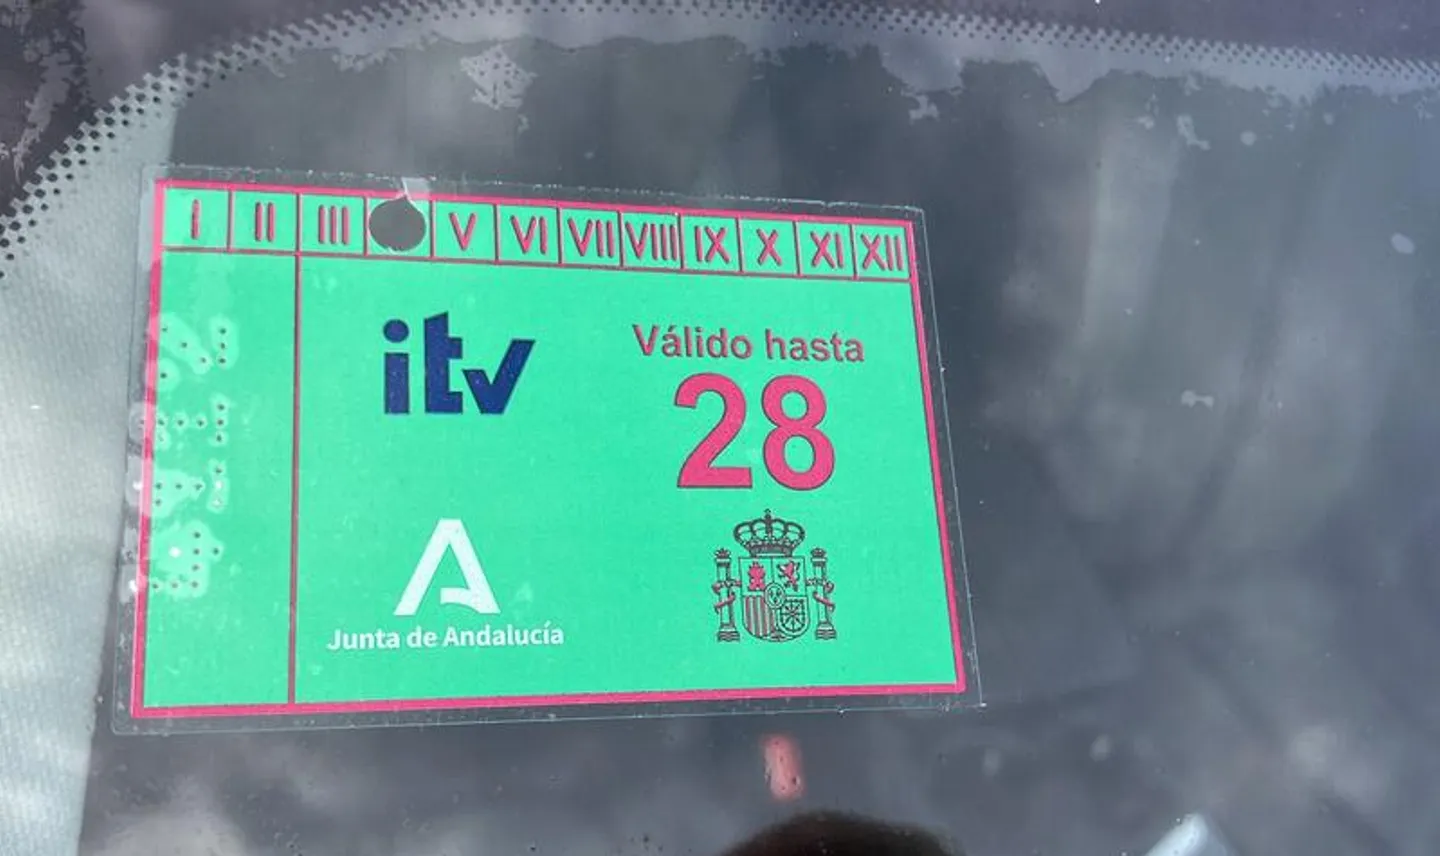 I II III V VI VII VIII IX X XI XII
itv
Válido hasta
28
Junta de Andalucía